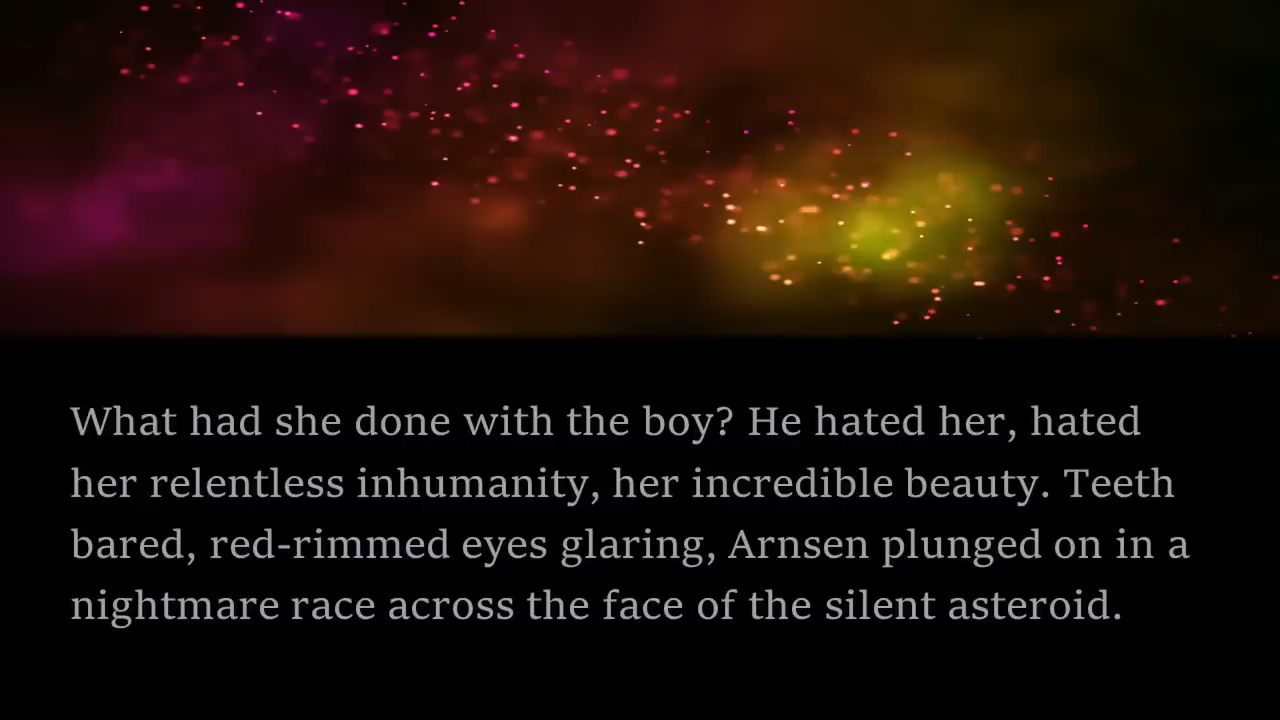 What had she done with the boy? He hated her, hated
her relentless inhumanity, her incredible beauty. Teeth
bared, red-rimmed eyes glaring, Arnsen plunged on in a
nightmare race across the face of the silent asteroid.